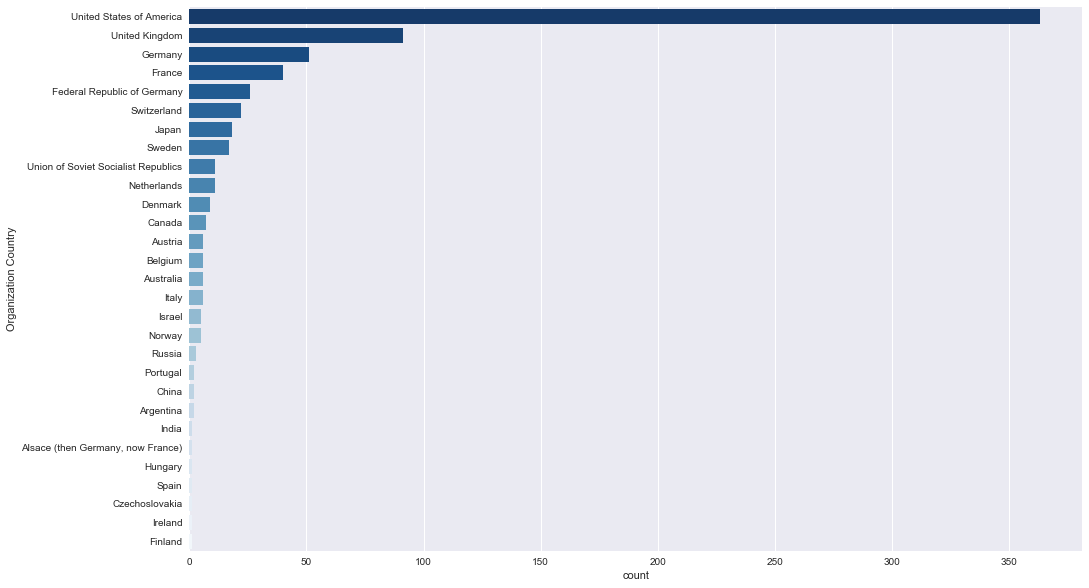 United States of America
United Kingdom
Germany
France
Federal Republic of Germany
Switzerland
Japan
Sweden
Union of Soviet Socialist Republics
Netherlands
Denmark
Canada
Austria
Belgium
Australia
Italy
Israel
Norway
Russia
Portugal
China
Argentina
India
Alsace (then Germany, now France)
Hungary
Spain
Czechoslovakia
Ireland
Finland
Organization Country
0 50 100 150 200 250 300 350
count